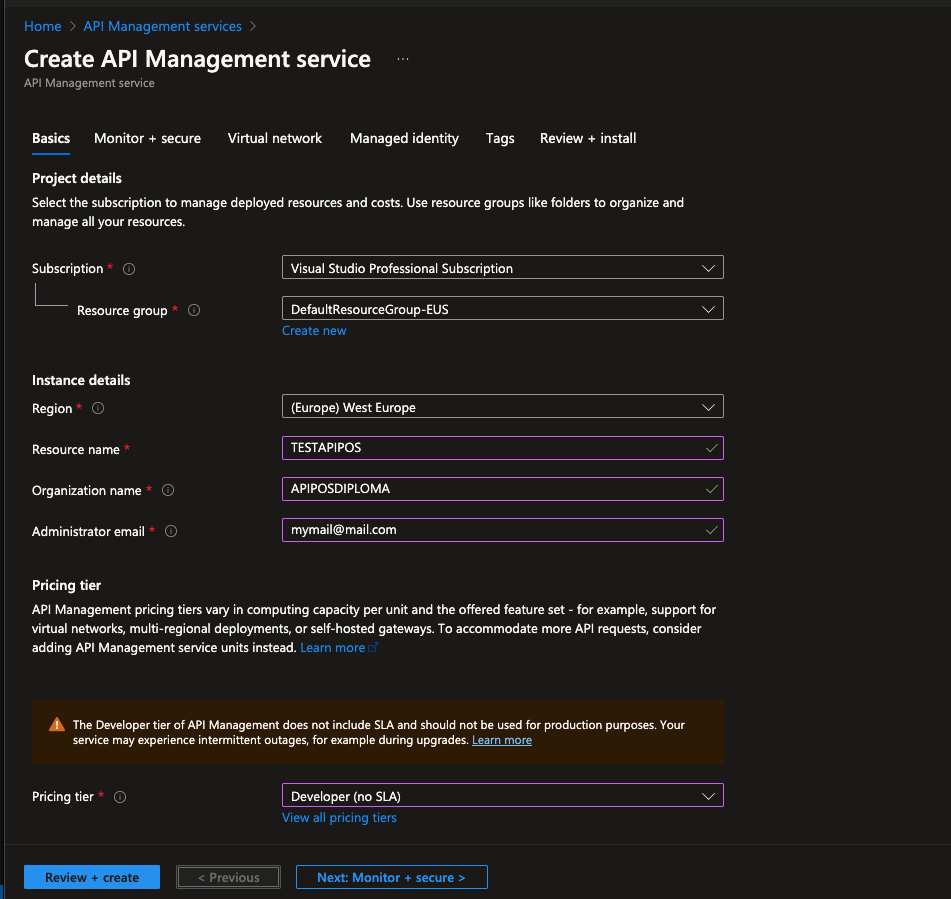 Home > API Management services >
Create API Management service ...
API Management service
Basics Monitor + secure Virtual network Managed identity Tags Review + install
Project details
Select the subscription to manage deployed resources and costs. Use resource groups like folders to organize and
manage all your resources.
Subscription * Visual Studio Professional Subscription
Resource group * DefaultResourceGroup-EUS
Create new
Instance details
Region * (Europe) West Europe
Resource name * TESTAPIPOS
Organization name * APIPOSDIPLOMA
Administrator email * mymail@mail.com
Pricing tier
API Management pricing tiers vary in computing capacity per unit and the offered feature set - for example, support for
virtual networks, multi-regional deployments, or self-hosted gateways. To accommodate more API requests, consider
adding API Management service units instead. Learn more
The Developer tier of API Management does not include SLA and should not be used for production purposes. Your
service may experience intermittent outages, for example during upgrades. Learn more
Pricing tier * Developer (no SLA)
View all pricing tiers
Review + create < Previous Next: Monitor + secure >